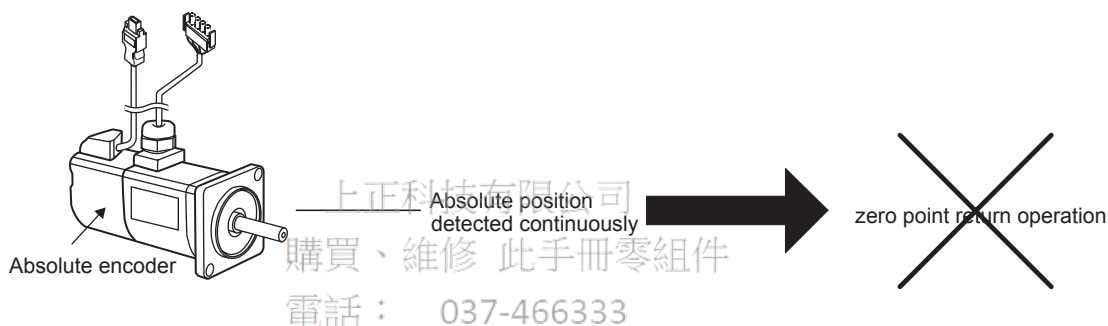 上正科技有限公司
Absolute position
detected continuously
zero point return operation
Absolute encoder
購買、維修 此手冊零組件
電話： 037-466333